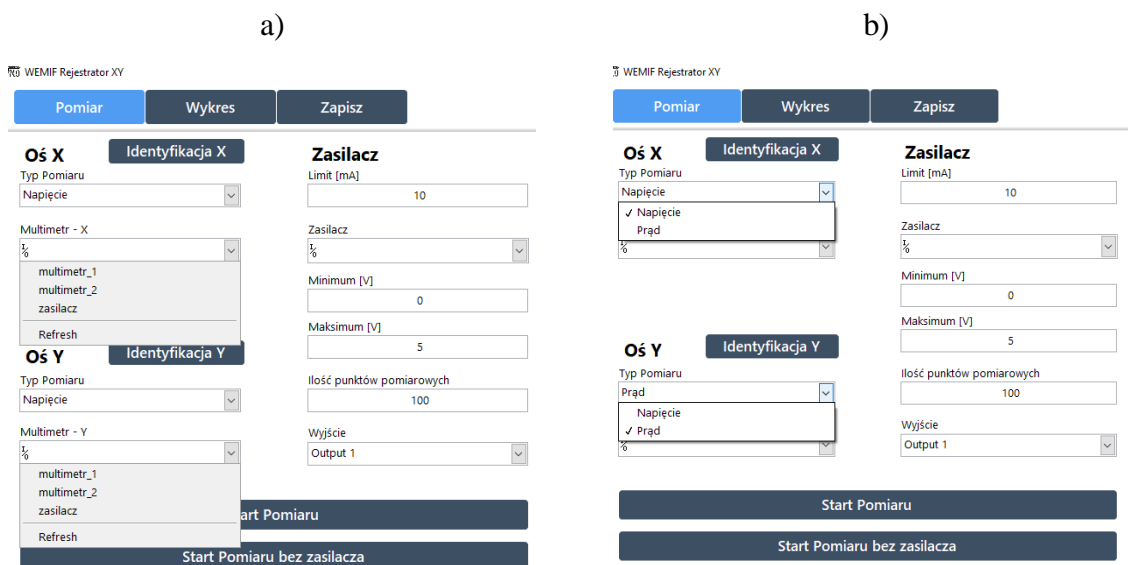 a)
WEMIF Rejestrator XY
Pomiar
Wykres
Zapisz
Oś X
Identyfikacja X
Typ Pomiaru
Napięcie
Multimetr - X
multimetr_1
multimetr_2
zasilacz
Refresh
Oś Y
Identyfikacja Y
Typ Pomiaru
Napięcie
Multimetr - Y
multimetr_1
multimetr_2
zasilacz
Refresh
Zasilacz
Limit [mA]
10
Zasilacz
Minimum [V]
0
Maksimum [V]
5
Ilość punktów pomiarowych
100
Wyjście
Output 1
art Pomiaru
Start Pomiaru bez zasilacza
b)
WEMIF Rejestrator XY
Pomiar
Wykres
Zapisz
Oś X
Identyfikacja X
Typ Pomiaru
Napięcie
✓ Napięcie
Prąd
Oś Y
Identyfikacja Y
Typ Pomiaru
Prąd
Napięcie
✓ Prąd
Zasilacz
Limit [mA]
10
Zasilacz
Minimum [V]
0
Maksimum [V]
5
Ilość punktów pomiarowych
100
Wyjście
Output 1
Start Pomiaru
Start Pomiaru bez zasilacza